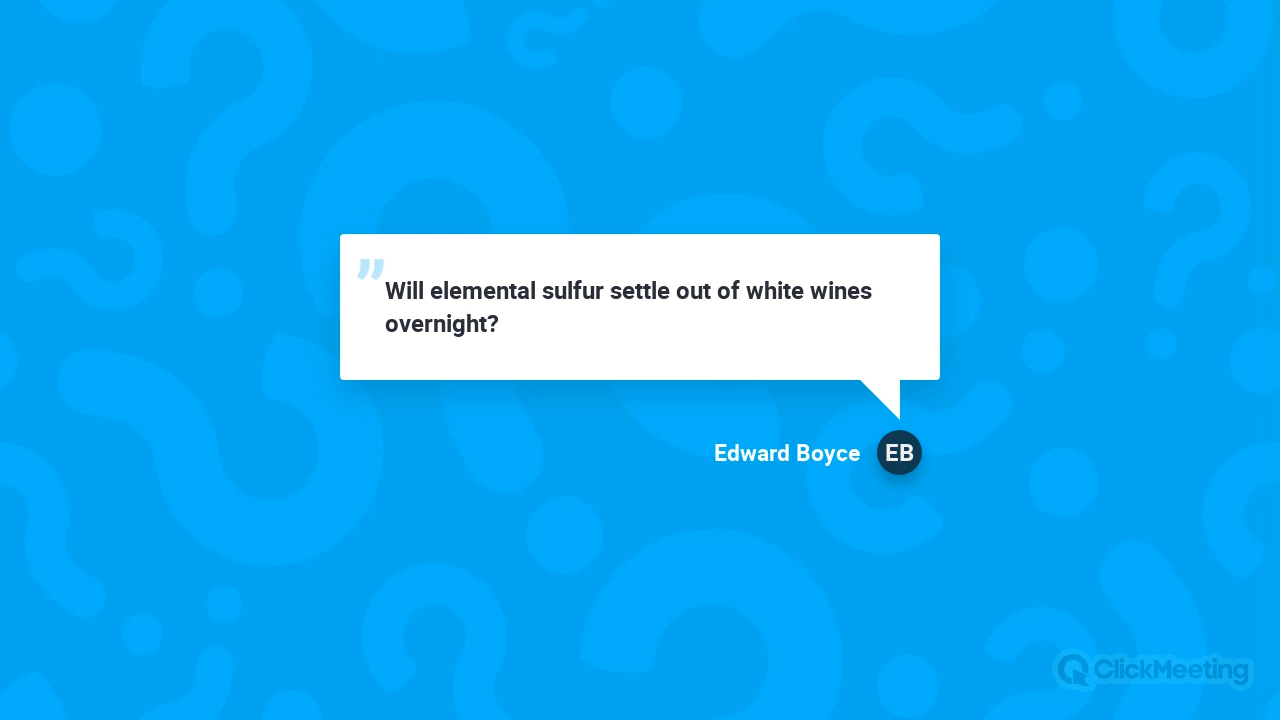 ”
Will elemental sulfur settle out of white wines
overnight?
Edward Boyce
EB
ClickMeeting